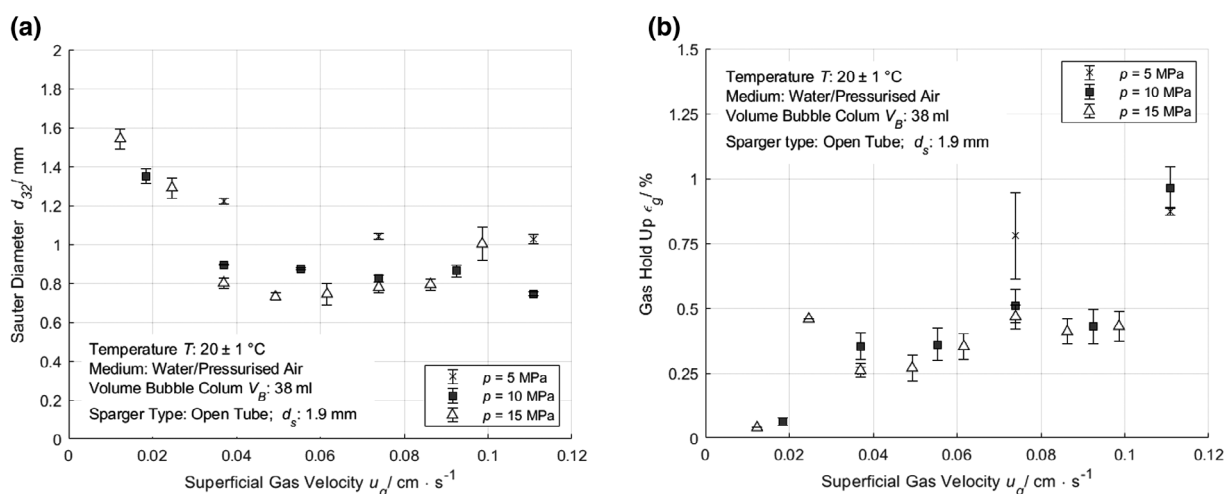 (a)
2
1.8
1.6
1.4
1.2
1
0.8
0.6
0.4
0.2
0
Sauter Diameter d32/ mm
Temperature T: 20 ± 1 °C
Medium: Water/Pressurised Air
Volume Bubble Colum VB: 38 ml
Sparger Type: Open Tube; ds: 1.9 mm
p = 5 MPa
p = 10 MPa
p = 15 MPa
0 0.02 0.04 0.06 0.08 0.1 0.12
Superficial Gas Velocity ug/ cm · s-1
(b)
1.5
1.25
1
0.75
0.5
0.25
0
Gas Hold Up ϵg/ %
Temperature T: 20 ± 1 °C
Medium: Water/Pressurised Air
Volume Bubble Colum VB: 38 ml
Sparger type: Open Tube; ds: 1.9 mm
p = 5 MPa
p = 10 MPa
p = 15 MPa
0 0.02 0.04 0.06 0.08 0.1 0.12
Superficial Gas Velocity ug/ cm · s-1